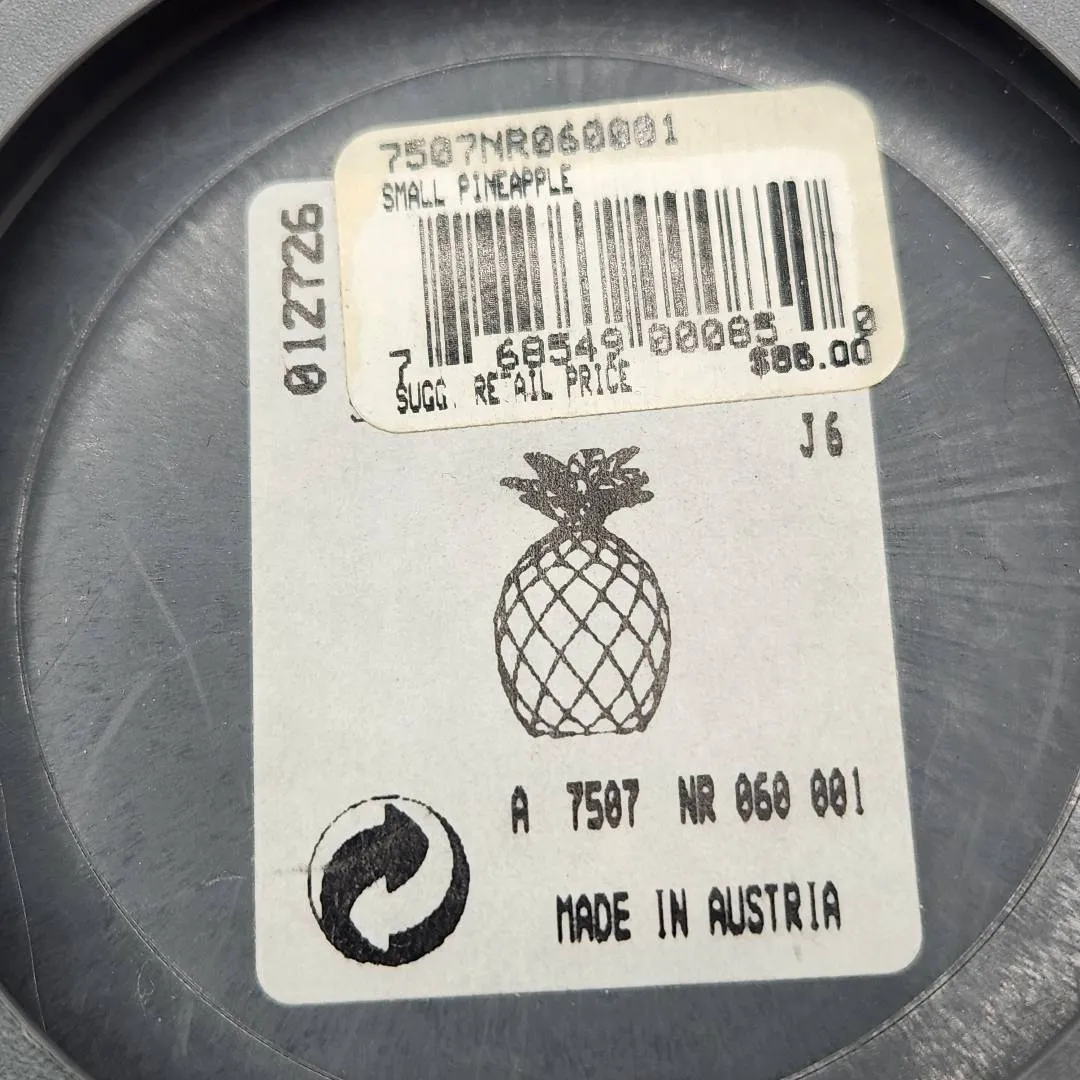 7507NR060001
SMALL PINEAPPLE
7 68549 00085 0
$86.00
SUGG. RETAIL PRICE
012726
J6
A 7507 NR 060 001
MADE IN AUSTRIA